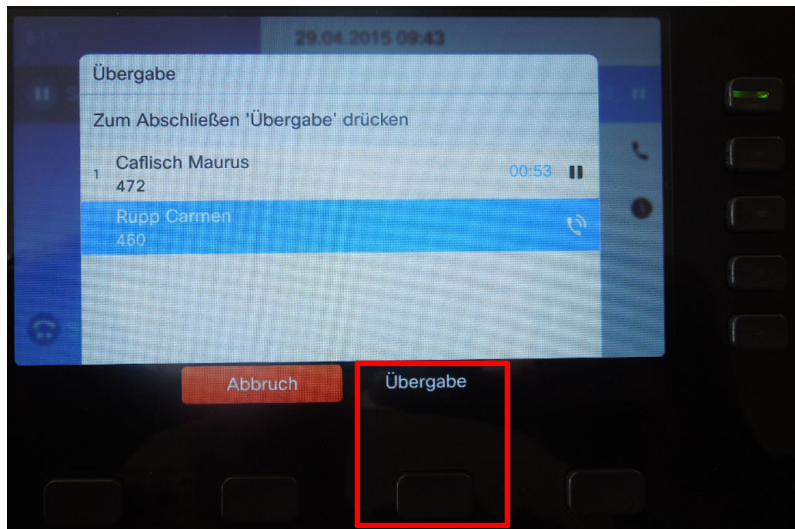 29.04.2015 09:43
Übergabe
Zum Abschließen 'Übergabe' drücken
1 Caflisch Maurus 00:53
472
Rupp Carmen
460
Abbruch Übergabe